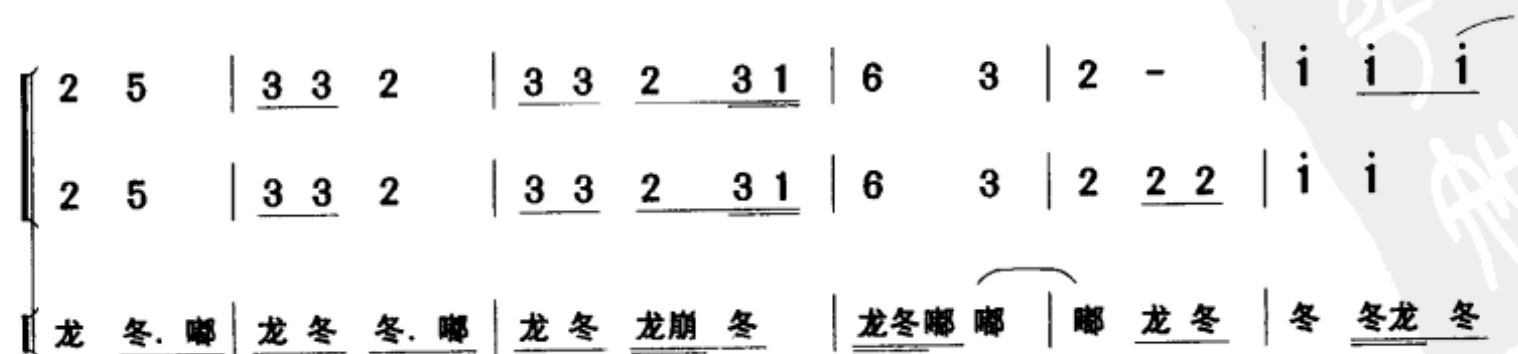 2 5 | 3 3 2 | 3 3 2 3 1 | 6 3 | 2 - | i i i
2 5 | 3 3 2 | 3 3 2 3 1 | 6 3 | 2 2 2 | i i
龙 冬. 嘟 | 龙 冬 冬. 嘟 | 龙 冬 龙崩 冬 | 龙冬嘟 嘟 | 嘟 龙 冬 | 冬 冬龙 冬